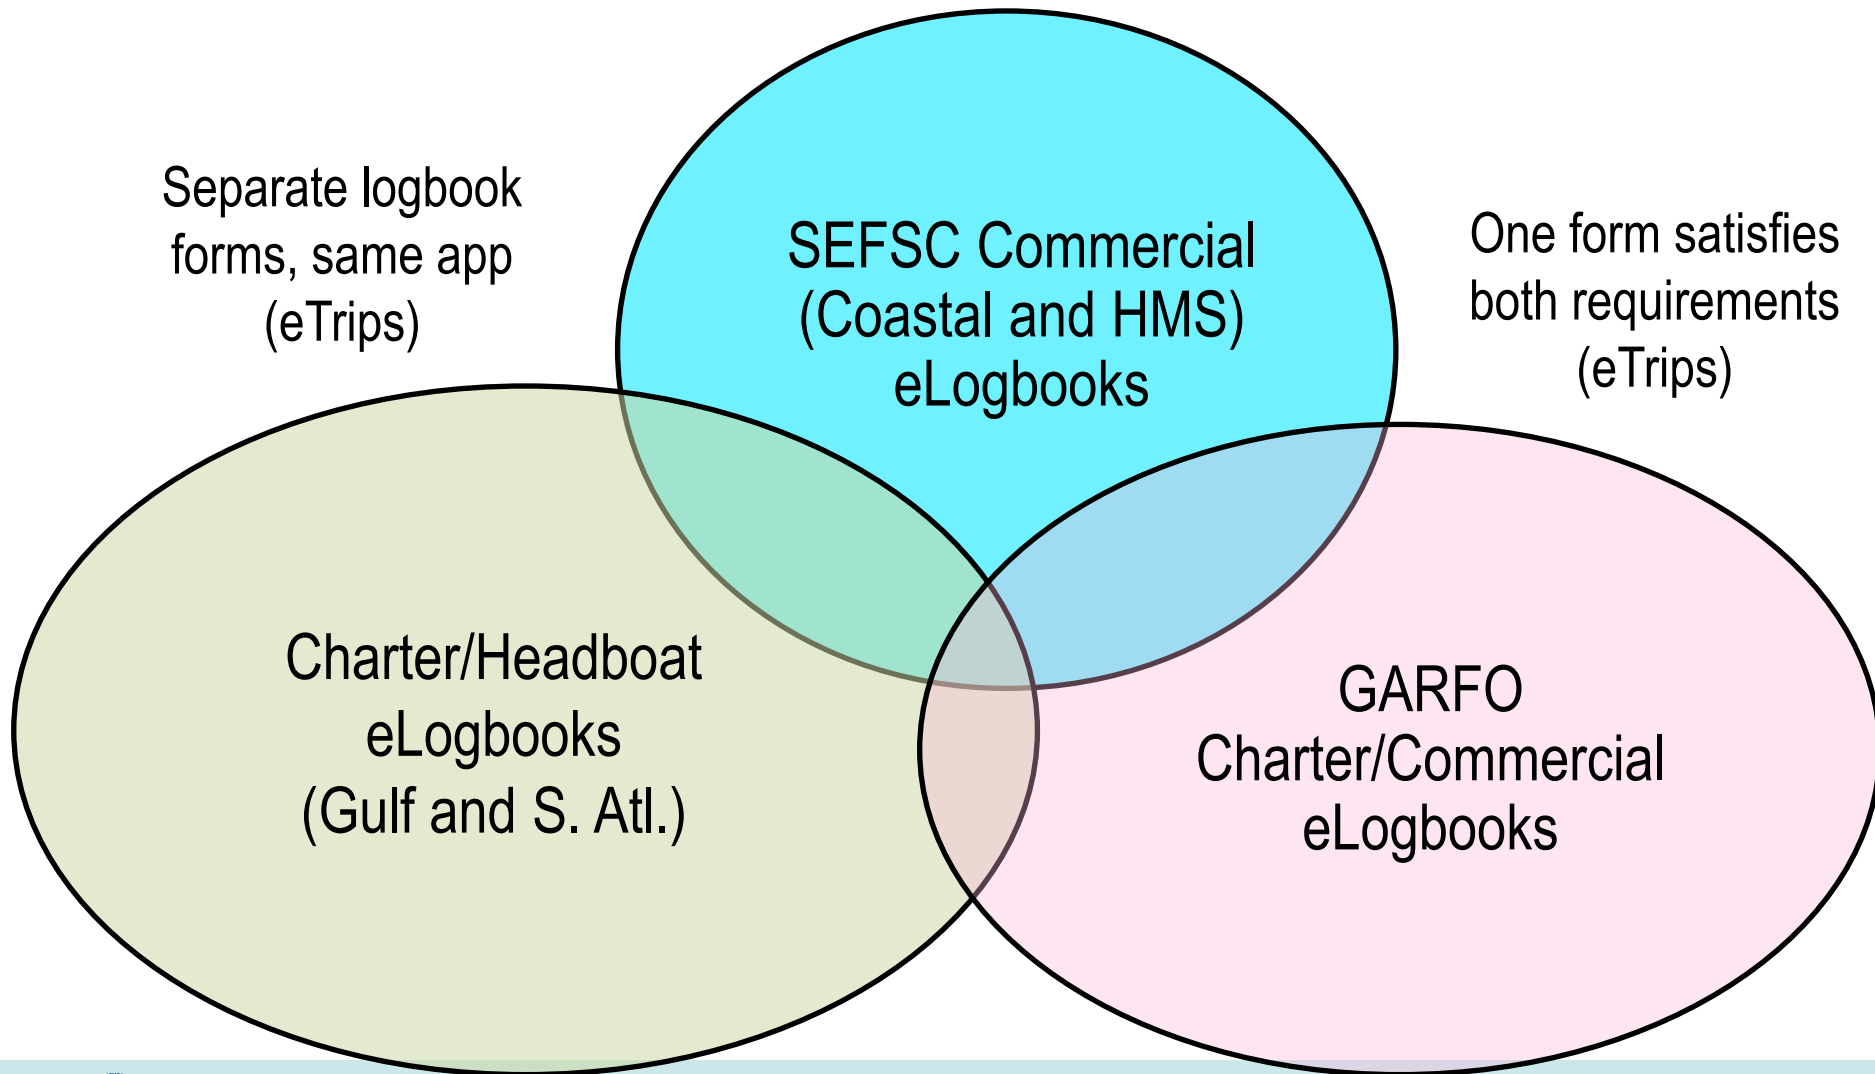 Separate logbook
forms, same app
(eTrips)
SEFSC Commercial
(Coastal and HMS)
eLogbooks
One form satisfies
both requirements
(eTrips)
Charter/Headboat
eLogbooks
(Gulf and S. Atl.)
GARFO
Charter/Commercial
eLogbooks